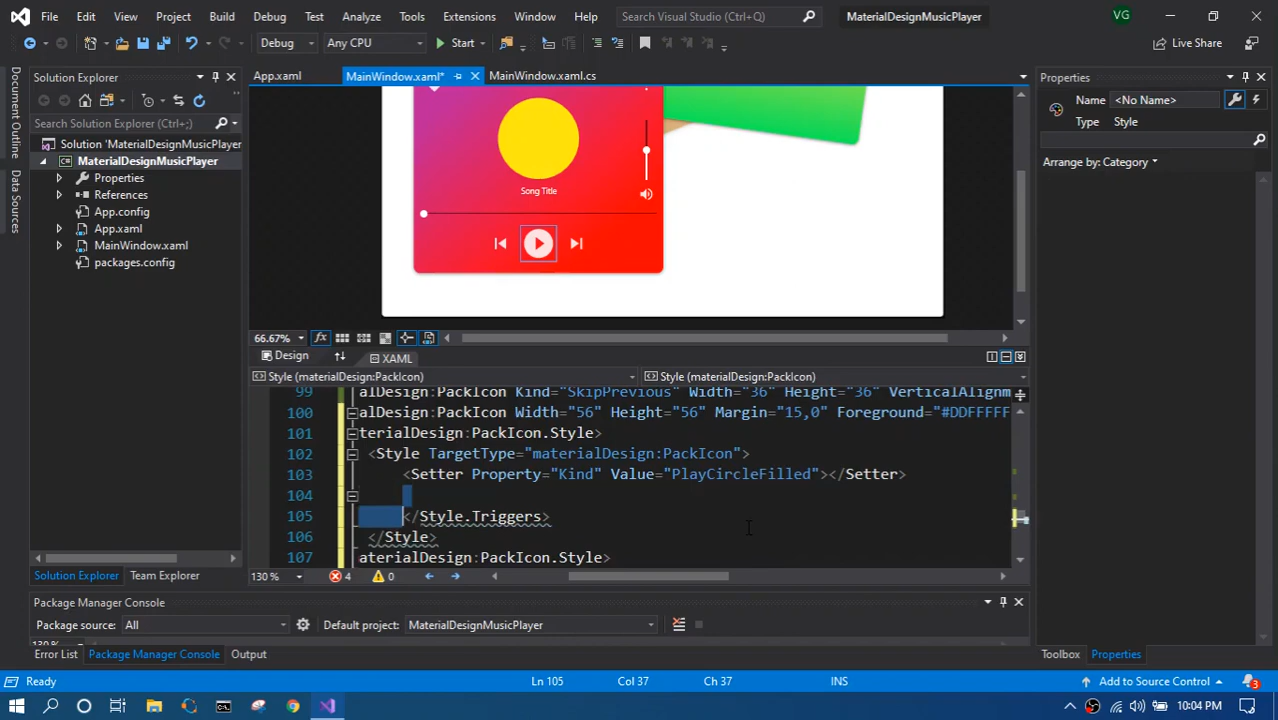 File Edit View Project Build Debug Test Analyze Tools Extensions Window Help Search Visual Studio (Ctrl+Q) MaterialDesignMusicPlayer VG
Debug Any CPU Start Live Share
Document Outline
Data Sources
Solution Explorer
Search Solution Explorer (Ctrl+;)
Solution 'MaterialDesignMusicPlayer
MaterialDesignMusicPlayer
Properties
References
App.config
App.xaml
MainWindow.xaml
packages.config
Solution Explorer Team Explorer
App.xaml MainWindow.xaml* MainWindow.xaml.cs
Song Title
66.67% fx
Design XAML
Style (materialDesign:PackIcon) Style (materialDesign:PackIcon)
99 alDesign:PackIcon Kind="SkipPrevious" Width="36" Height="36" VerticalAlignm
100 alDesign:PackIcon Width="56" Height="56" Margin="15,0" Foreground="#DDFFFFFF
101 terialDesign:PackIcon.Style>
102 <Style TargetType="materialDesign:PackIcon">
103 <Setter Property="Kind" Value="PlayCircleFilled"></Setter>
104
105 </Style.Triggers>
106 </Style>
107 aterialDesign:PackIcon.Style>
130 % 4 0
Properties
Name <No Name>
Type Style
Arrange by: Category
Toolbox Properties
Package Manager Console
Package source: All Default project: MaterialDesignMusicPlayer
130 %
Error List Package Manager Console Output
Ready Ln 105 Col 37 Ch 37 INS Add to Source Control 3
10:04 PM